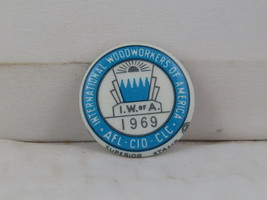 INTERNATIONAL WOODWORKERS OF AMERICA
I.W. OF A.
1969
AFL-CIO-CLC
SUPERIOR